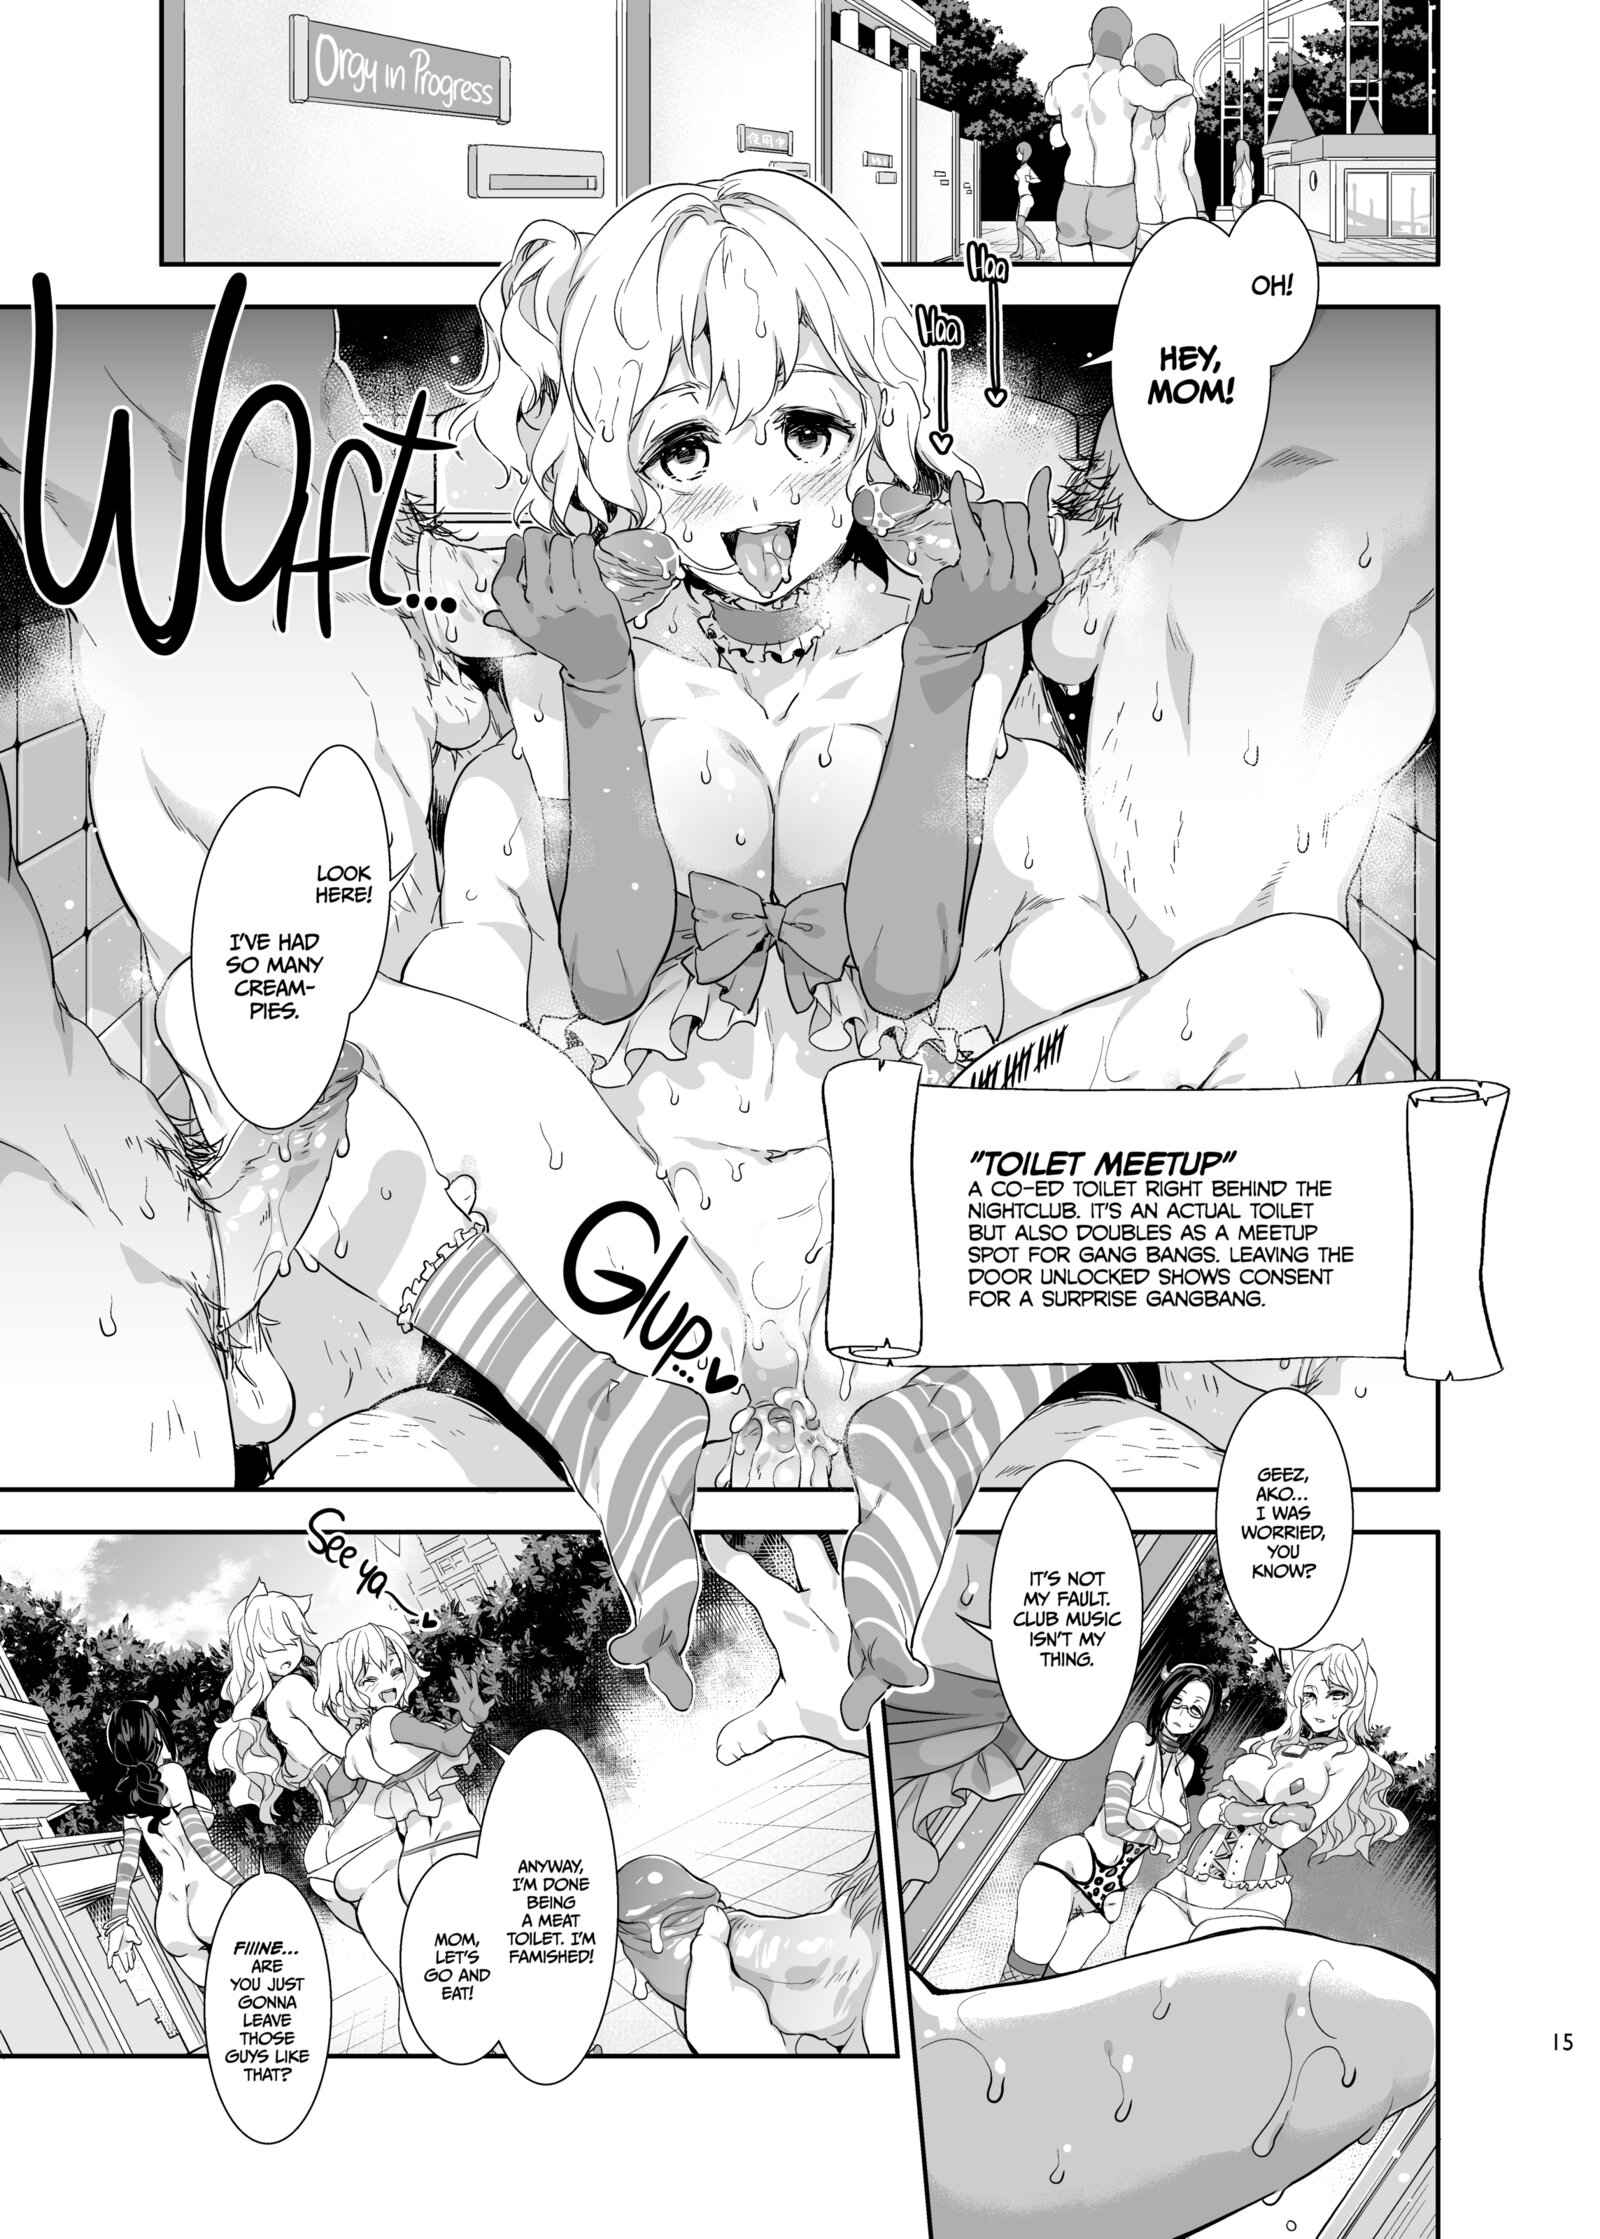 Orgy in Progress
使用中
OH!
HEY,
MOM!
Haa
Haa
Waft...
LOOK
HERE!
I'VE HAD
SO MANY
CREAM-
PIES.
"TOILET MEETUP"
A CO-ED TOILET RIGHT BEHIND THE
NIGHTCLUB. IT'S AN ACTUAL TOILET
BUT ALSO DOUBLES AS A MEETUP
SPOT FOR GANG BANGS. LEAVING THE
DOOR UNLOCKED SHOWS CONSENT
FOR A SURPRISE GANGBANG.
Glup...
GEEZ,
AKO...
I WAS
WORRIED,
YOU
KNOW?
IT'S NOT
MY FAULT.
CLUB MUSIC
ISN'T MY
THING.
See ya~
ANYWAY,
I'M DONE
BEING
A MEAT
TOILET. I'M
FAMISHED!
MOM,
LET'S
GO AND
EAT!
FIIINE...
ARE
YOU JUST
GONNA
LEAVE
THOSE
GUYS LIKE
THAT?
15